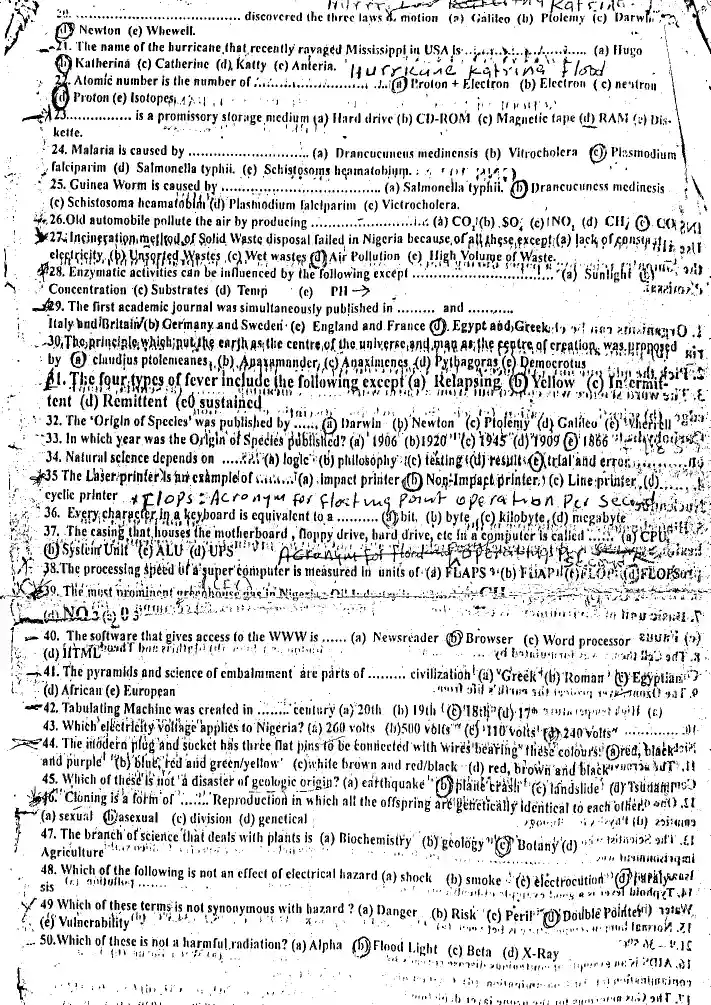 Hurricane Katrina
20. .................. discovered the three laws of motion (a) Galileo (b) Ptolemy (c) Darwin
(d) Newton (e) Whewell.
21. The name of the hurricane that recently ravaged Mississippi in USA is .................. (a) Hugo
(b) Katherina (c) Catherine (d) Katty (e) Anteria. Hurricane Katrina Flood
22. Atomic number is the number of .................. (a) Proton + Electron (b) Electron (c) neutron
(d) Proton (e) Isotopes
23............... is a promissory storage medium (a) Hard drive (b) CD-ROM (c) Magnetic tape (d) RAM (e) Dis-
kette.
24. Malaria is caused by .................. (a) Drancucuneus medinensis (b) Vitrocholera (c) Plasmodium
falciparim (d) Salmonella typhii. (e) Schistosoms heamatobium.
25. Guinea Worm is caused by .................. (a) Salmonella typhii. (b) Drancucuness medinesis
(c) Schistosoma heamatobin (d) Plasmodium falciparim (e) Victrocholera.
26.Old automobile pollute the air by producing .................. (a) CO2 (b) SO4 (c) NO3 (d) CH4 (e) CO
27. Incineration method of Solid Waste disposal failed in Nigeria because of all these except (a) lack of
electricity, (b) Unsorted Wastes (c) Wet wastes (d) Air Pollution (e) High Volume of Waste.
28. Enzymatic activities can be influenced by the following except .................. (a) Sunlight (b)
Concentration (c) Substrates (d) Temp (e) PH
29. The first academic journal was simultaneously published in ......... and ...........
Italy and Britain (b) Germany and Sweden (c) England and France (d) Egypt and Greek
30. The principle which put the earth as the centre of the universe and man as the centre of creation, was proposed
by (a) claudius ptolemeanes (b) Anaxamander, (c) Anaximenes (d) Pythagoras (e) Democrotus
31. The four types of fever include the following except (a) Relapsing (b) Yellow (c) Intermit-
tent (d) Remittent (e0 sustained
32. The 'Origin of Species' was published by ..... (a) Darwin (b) Newton (c) Ptolemy (d) Galileo (e) Wherrell
33. In which year was the Origin of Species published? (a) 1906 (b)1920 (c) 1945 (d) 1909 (e) 1866
34. Natural science depends on ........ (a) logic (b) philosophy (c) testing (d) result (e) trial and error
35 The Laser printer is an example of ........... (a) Impact printer (b) Non-Impact printer (c) Line printer (d)
cyclic printer *FLOPS: Acronym for floating Point operation Per Second
36. Every character in a keyboard is equivalent to a .......... (a) bit, (b) byte, (c) kilobyte, (d) megabyte
37. The casing that houses the motherboard, floppy drive, hard drive, etc in a computer is called ...... (a) CPU
(b) System Unit (c) ALU (d) UPS
38.The processing speed of a super computer is measured in units of (a) FLAPS (b) FLAP (c) FLOP (d) FLOPS
39. The most prominent greenhouse gas in Nigeria
(d) NO3
40. The software that gives access to the WWW is ...... (a) Newsreader (b) Browser (c) Word processor
(d) HTML
41. The pyramids and science of embalmment are parts of ......... civilization (a) Greek (b) Roman (c) Egyptian
(d) African (e) European
42. Tabulating Machine was created in ........ century (a) 20th (b) 19th (c) 18th (d) 17th
43. Which electricity voltage applies to Nigeria? (a) 260 volts (b)500 volts (c) 110 volts (d) 240 volts
44. The modern plug and socket has three flat pins to be connected with wires bearing these colours: (a) red, black
and purple (b) blue, red and green/yellow (c)white brown and red/black (d) red, brown and black
45. Which of these is not a disaster of geologic origin? (a) earthquake (b) plane crash (c) landslide (d) Tsunami
46. Cloning is a form of ........ Reproduction in which all the offspring are genetically identical to each other
(a) sexual (b) asexual (c) division (d) genetical
47. The branch of science that deals with plants is (a) Biochemistry (b) geology (c) Botany (d)
Agriculture
48. Which of the following is not an effect of electrical hazard (a) shock (b) smoke (c) electrocution (d) paralysis
49 Which of these terms is not synonymous with hazard ? (a) Danger (b) Risk (c) Peril (d) Double Pointer
(e) Vulnerability
50.Which of these is not a harmful radiation? (a) Alpha (b) Flood Light (c) Beta (d) X-Ray